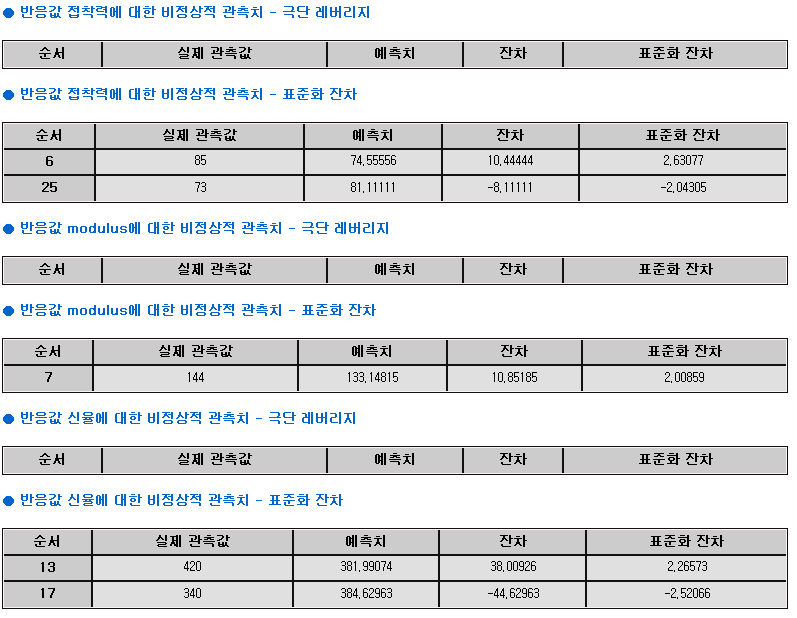 ● 반응값 접착력에 대한 비정상적 관측치 - 극단 레버리지
순서 실제 관측값 예측치 잔차 표준화 잔차
● 반응값 접착력에 대한 비정상적 관측치 - 표준화 잔차
순서 실제 관측값 예측치 잔차 표준화 잔차
6 85 74,55556 10,44444 2,63077
25 73 81,11111 -8,11111 -2,04305
● 반응값 modulus에 대한 비정상적 관측치 - 극단 레버리지
순서 실제 관측값 예측치 잔차 표준화 잔차
● 반응값 modulus에 대한 비정상적 관측치 - 표준화 잔차
순서 실제 관측값 예측치 잔차 표준화 잔차
7 144 133,14815 10,85185 2,00859
● 반응값 신율에 대한 비정상적 관측치 - 극단 레버리지
순서 실제 관측값 예측치 잔차 표준화 잔차
● 반응값 신율에 대한 비정상적 관측치 - 표준화 잔차
순서 실제 관측값 예측치 잔차 표준화 잔차
13 420 381,99074 38,00926 2,26573
17 340 384,62963 -44,62963 -2,52066